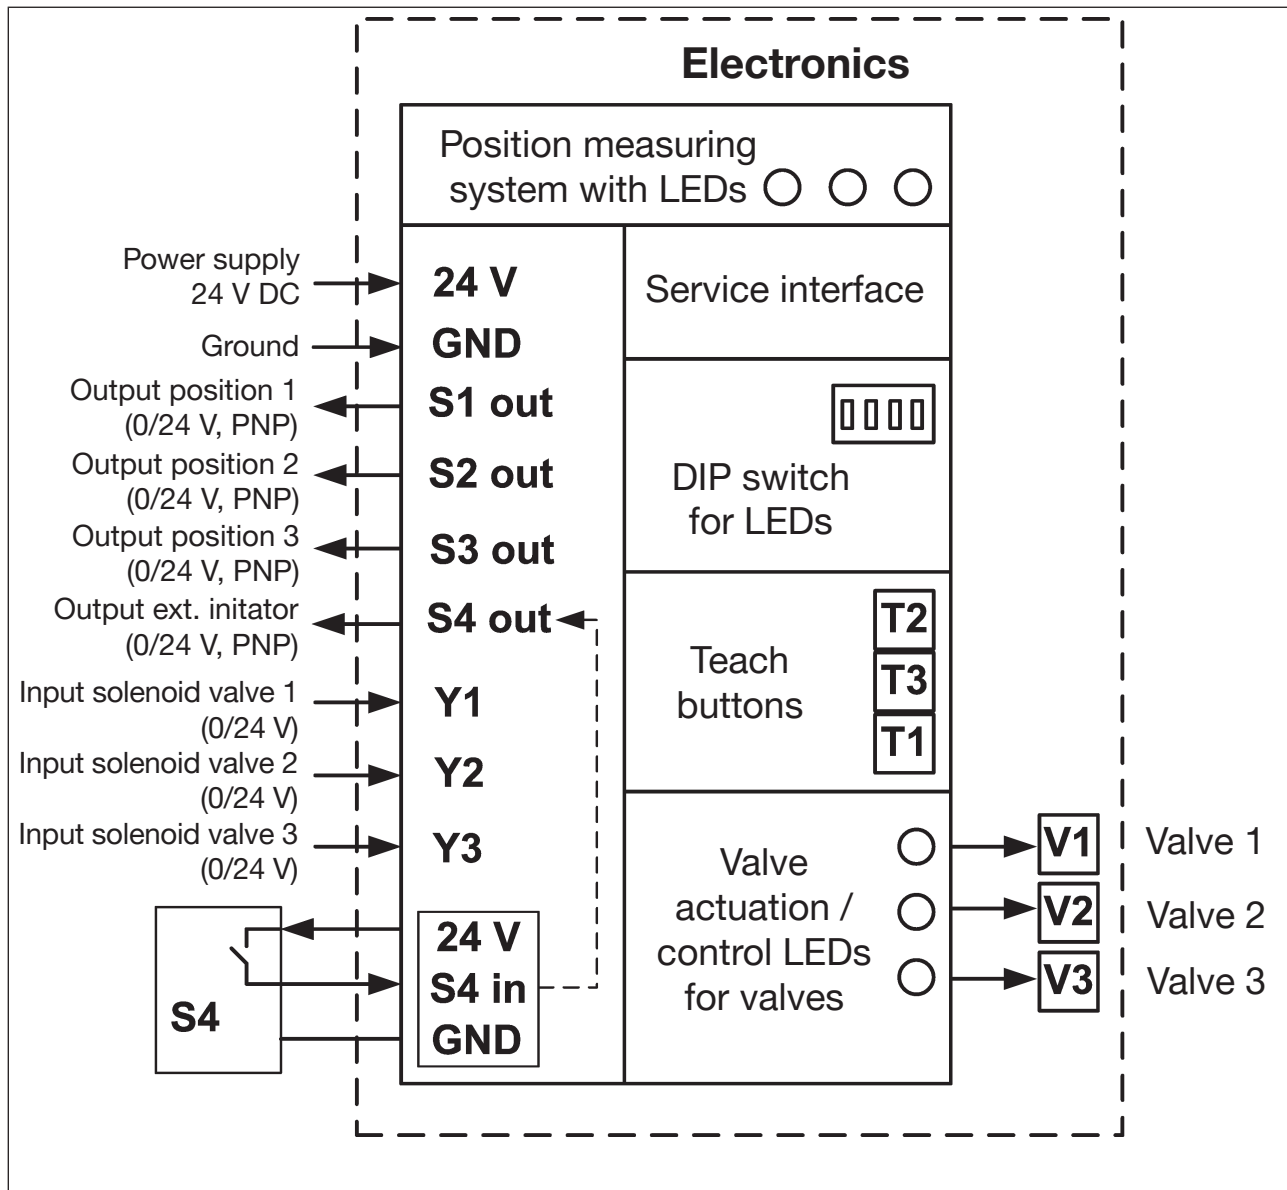 Electronics
Position measuring
system with LEDs
Power supply
24 V DC
Ground
Output position 1
(0/24 V, PNP)
Output position 2
(0/24 V, PNP)
Output position 3
(0/24 V, PNP)
Output ext. initator
(0/24 V, PNP)
Input solenoid valve 1
(0/24 V)
Input solenoid valve 2
(0/24 V)
Input solenoid valve 3
(0/24 V)
S4
24 V
GND
S1 out
S2 out
S3 out
S4 out
Y1
Y2
Y3
24 V
S4 in
GND
Service interface
DIP switch
for LEDs
Teach
buttons
T2
T3
T1
Valve
actuation /
control LEDs
for valves
V1
Valve 1
V2
Valve 2
V3
Valve 3